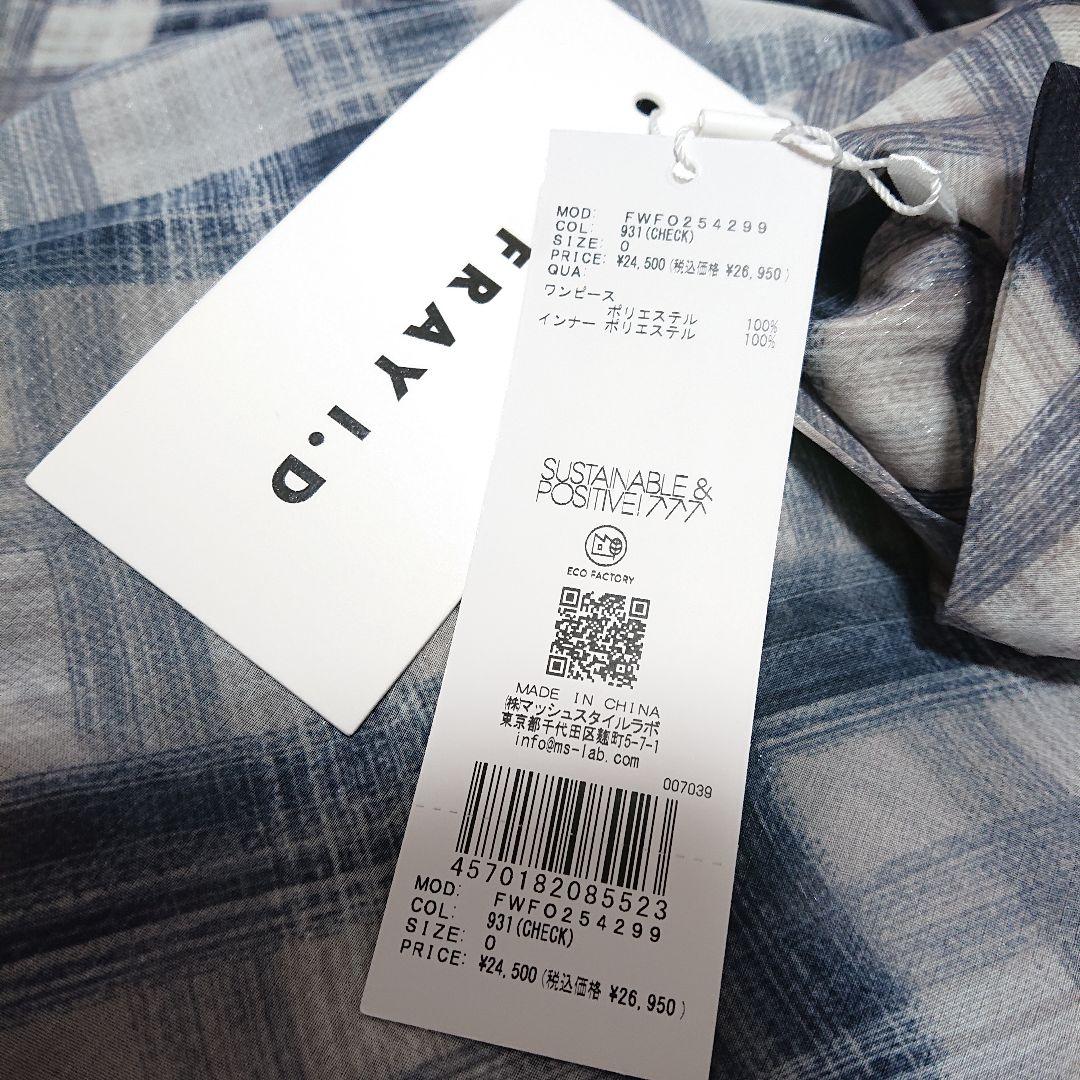 FRAY I.D
MOD: FWFO254299
COL: 931(CHECK)
SIZE: 0
PRICE: ¥24,500(税込価格 ¥26,950)
QUA:
ワンピース
ポリエステル 100%
インナー ポリエステル 100%
SUSTAINABLE &
POSITIVE!
ECO FACTORY
MADE IN CHINA
㈱マッシュスタイルラボ
東京都千代田区麹町5-7-1
info@ms-lab.com
007039
4570182085523
MOD: FWFO254299
COL: 931(CHECK)
SIZE: 0
PRICE: ¥24,500(税込価格 ¥26,950)